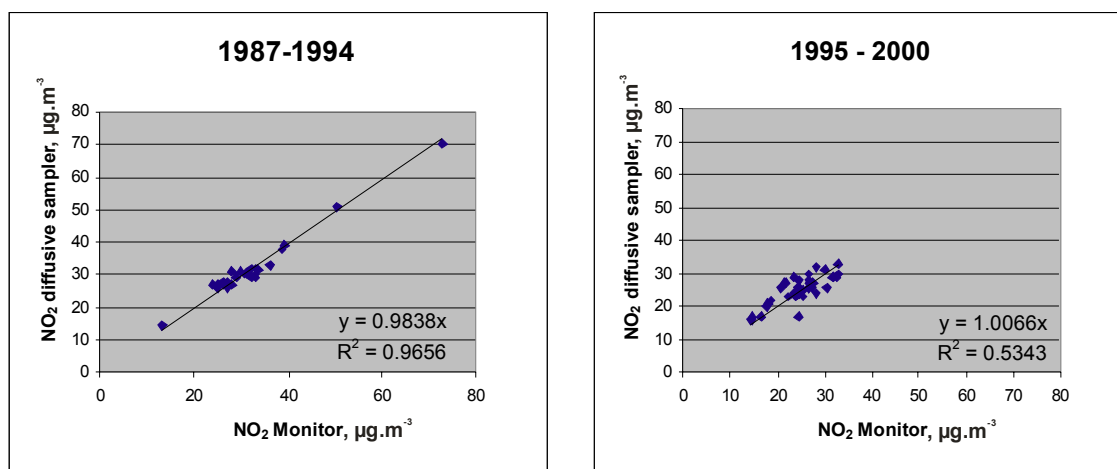 1987-1994
NO₂ diffusive sampler, µg.m⁻³
80
70
60
50
40
30
20
10
0
y = 0.9838x
R² = 0.9656
0 20 40 60 80
NO₂ Monitor, µg.m⁻³
1995 - 2000
NO₂ diffusive sampler, µg.m⁻³
80
70
60
50
40
30
20
10
0
y = 1.0066x
R² = 0.5343
0 10 20 30 40 50 60 70 80
NO₂ Monitor, µg.m⁻³